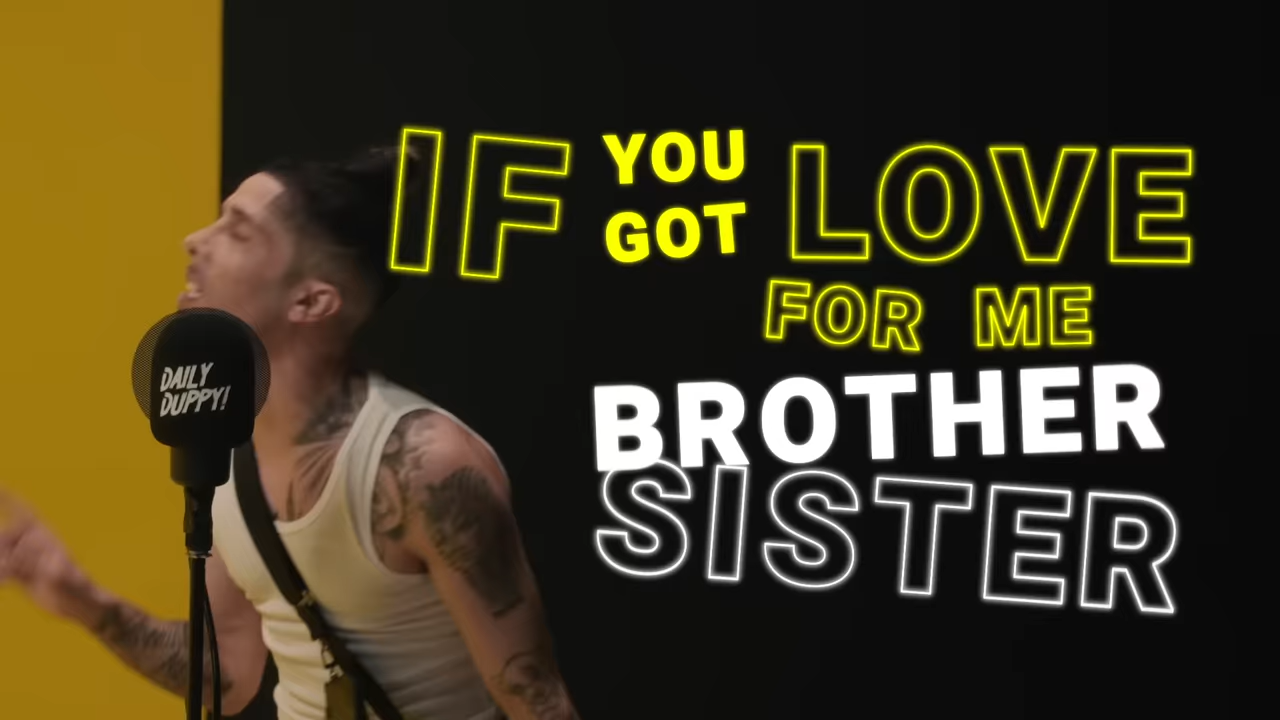 DAILY
DUPPY!
IF YOU GOT LOVE
FOR ME
BROTHER
SISTER